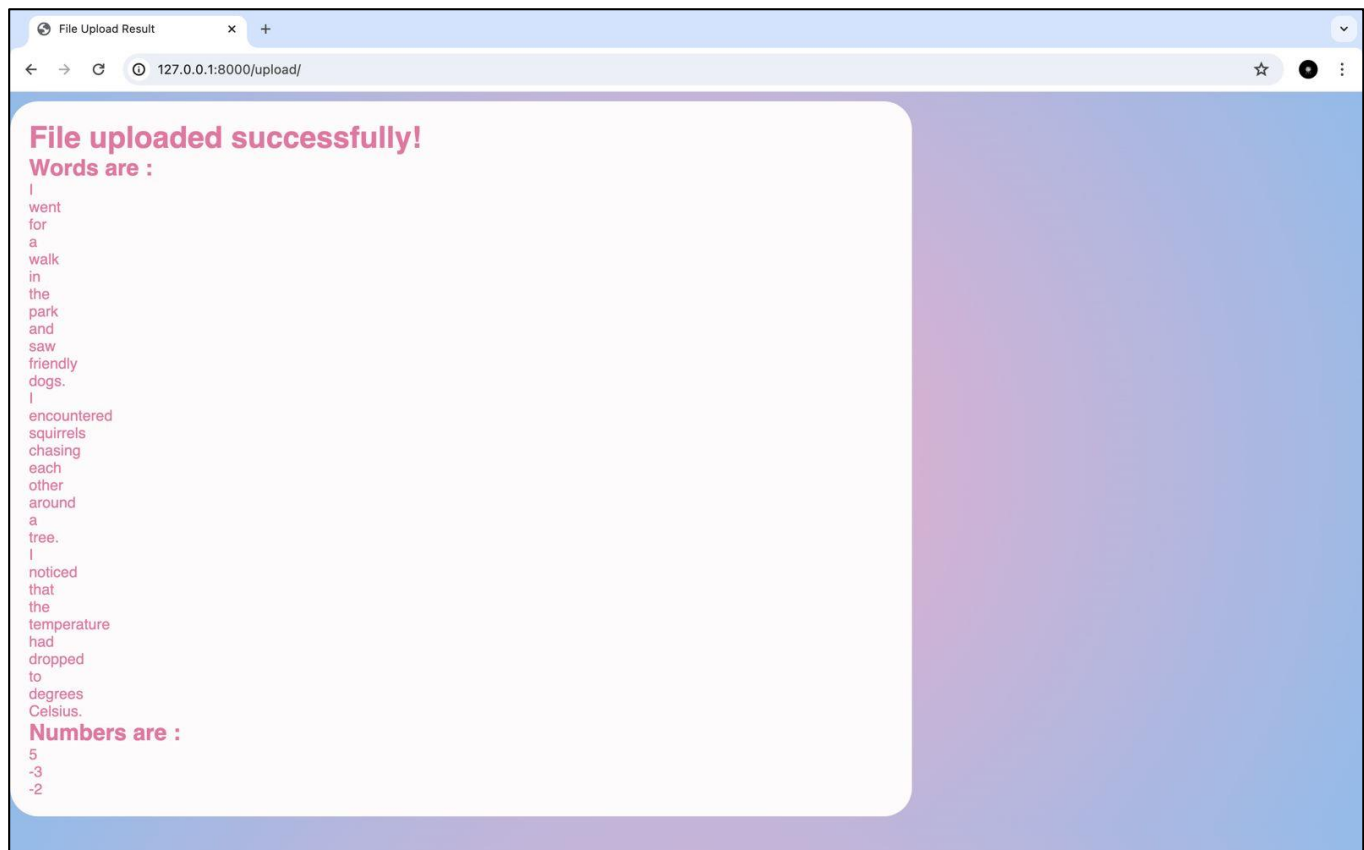 File Upload Result
127.0.0.1:8000/upload/
File uploaded successfully!
Words are :
I
went
for
a
walk
in
the
park
and
saw
friendly
dogs.
I
encountered
squirrels
chasing
each
other
around
a
tree.
I
noticed
that
the
temperature
had
dropped
to
degrees
Celsius.
Numbers are :
5
-3
-2